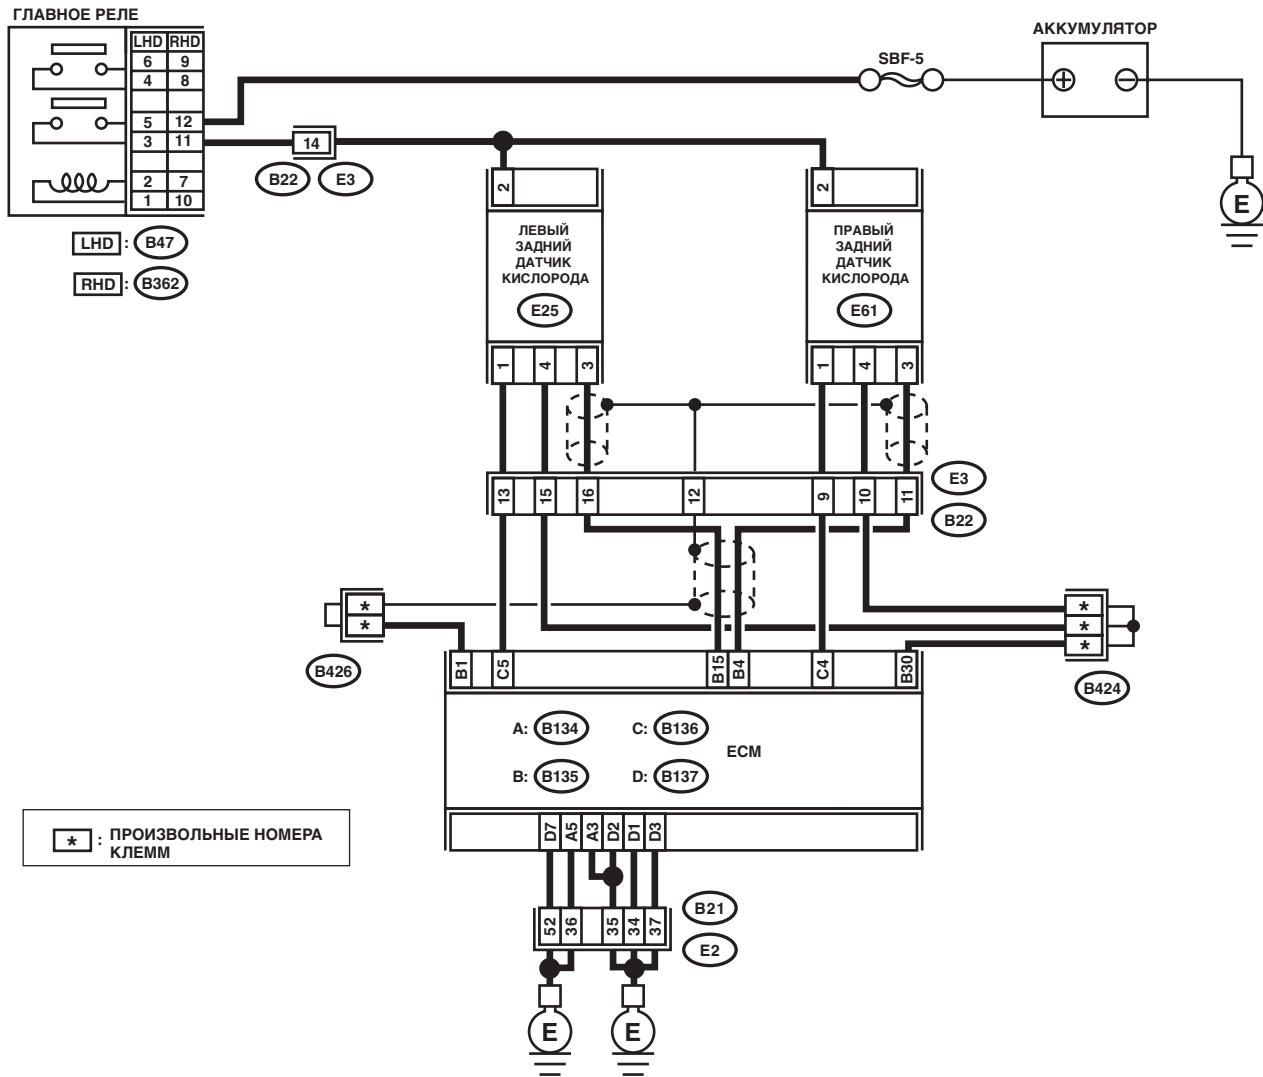 ГЛАВНОЕ РЕЛЕ
LHD RHD
6 9
4 8
5 12
3 11
2 7
1 10
LHD : B47
RHD : B362
14
B22 E3
SBF-5
АККУМУЛЯТОР
+ −
E
2
ЛЕВЫЙ
ЗАДНИЙ
ДАТЧИК
КИСЛОРОДА
E25
1 4 3
2
ПРАВЫЙ
ЗАДНИЙ
ДАТЧИК
КИСЛОРОДА
E61
1 4 3
13 15 16 12 9 10 11
E3
B22
*
*
B426
*
*
*
B424
B1 C5 B15 B4 C4 B30
A: B134 C: B136
B: B135 D: B137
ECM
D7 A5 A3 D2 D1 D3
52 36 35 34 37
B21
E2
E E
* : ПРОИЗВОЛЬНЫЕ НОМЕРА
КЛЕММ